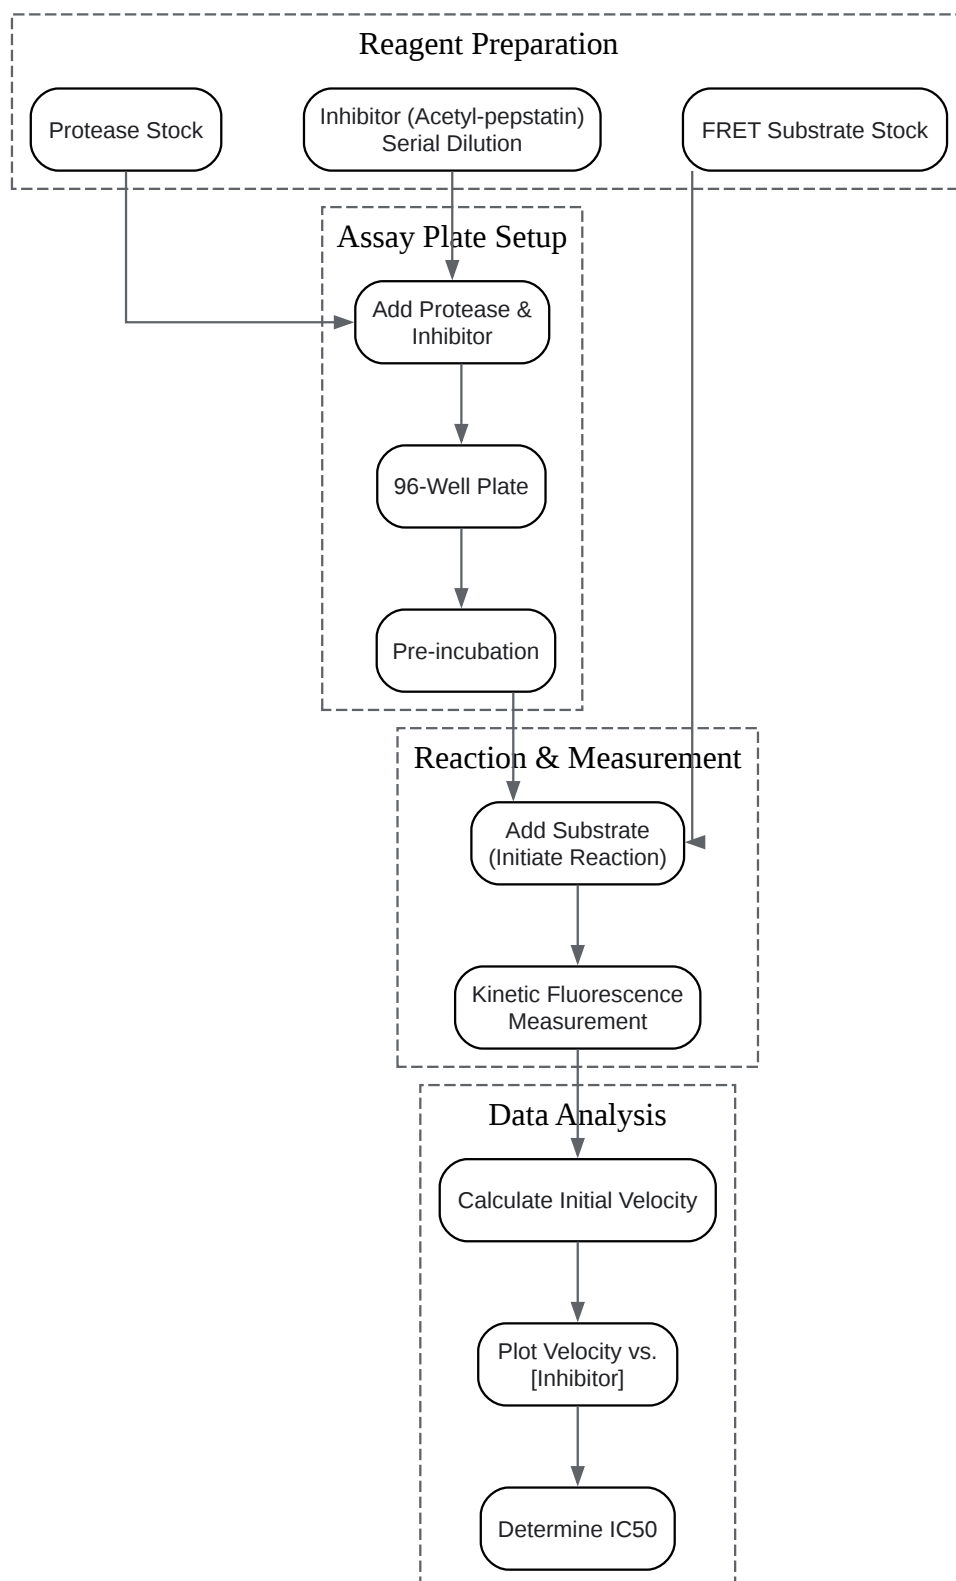 Reagent Preparation
Protease Stock
Inhibitor (Acetyl-pepstatin)
Serial Dilution
FRET Substrate Stock
Assay Plate Setup
Add Protease &
Inhibitor
96-Well Plate
Pre-incubation
Reaction & Measurement
Add Substrate
(Initiate Reaction)
Kinetic Fluorescence
Measurement
Data Analysis
Calculate Initial Velocity
Plot Velocity vs.
[Inhibitor]
Determine IC50